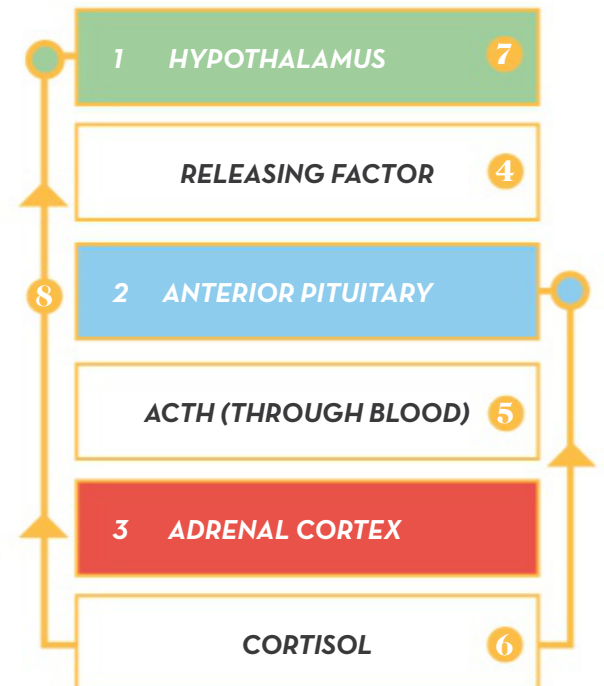 1 HYPOTHALAMUS 7
RELEASING FACTOR 4
8
2 ANTERIOR PITUITARY
ACTH (THROUGH BLOOD) 5
3 ADRENAL CORTEX
CORTISOL 6